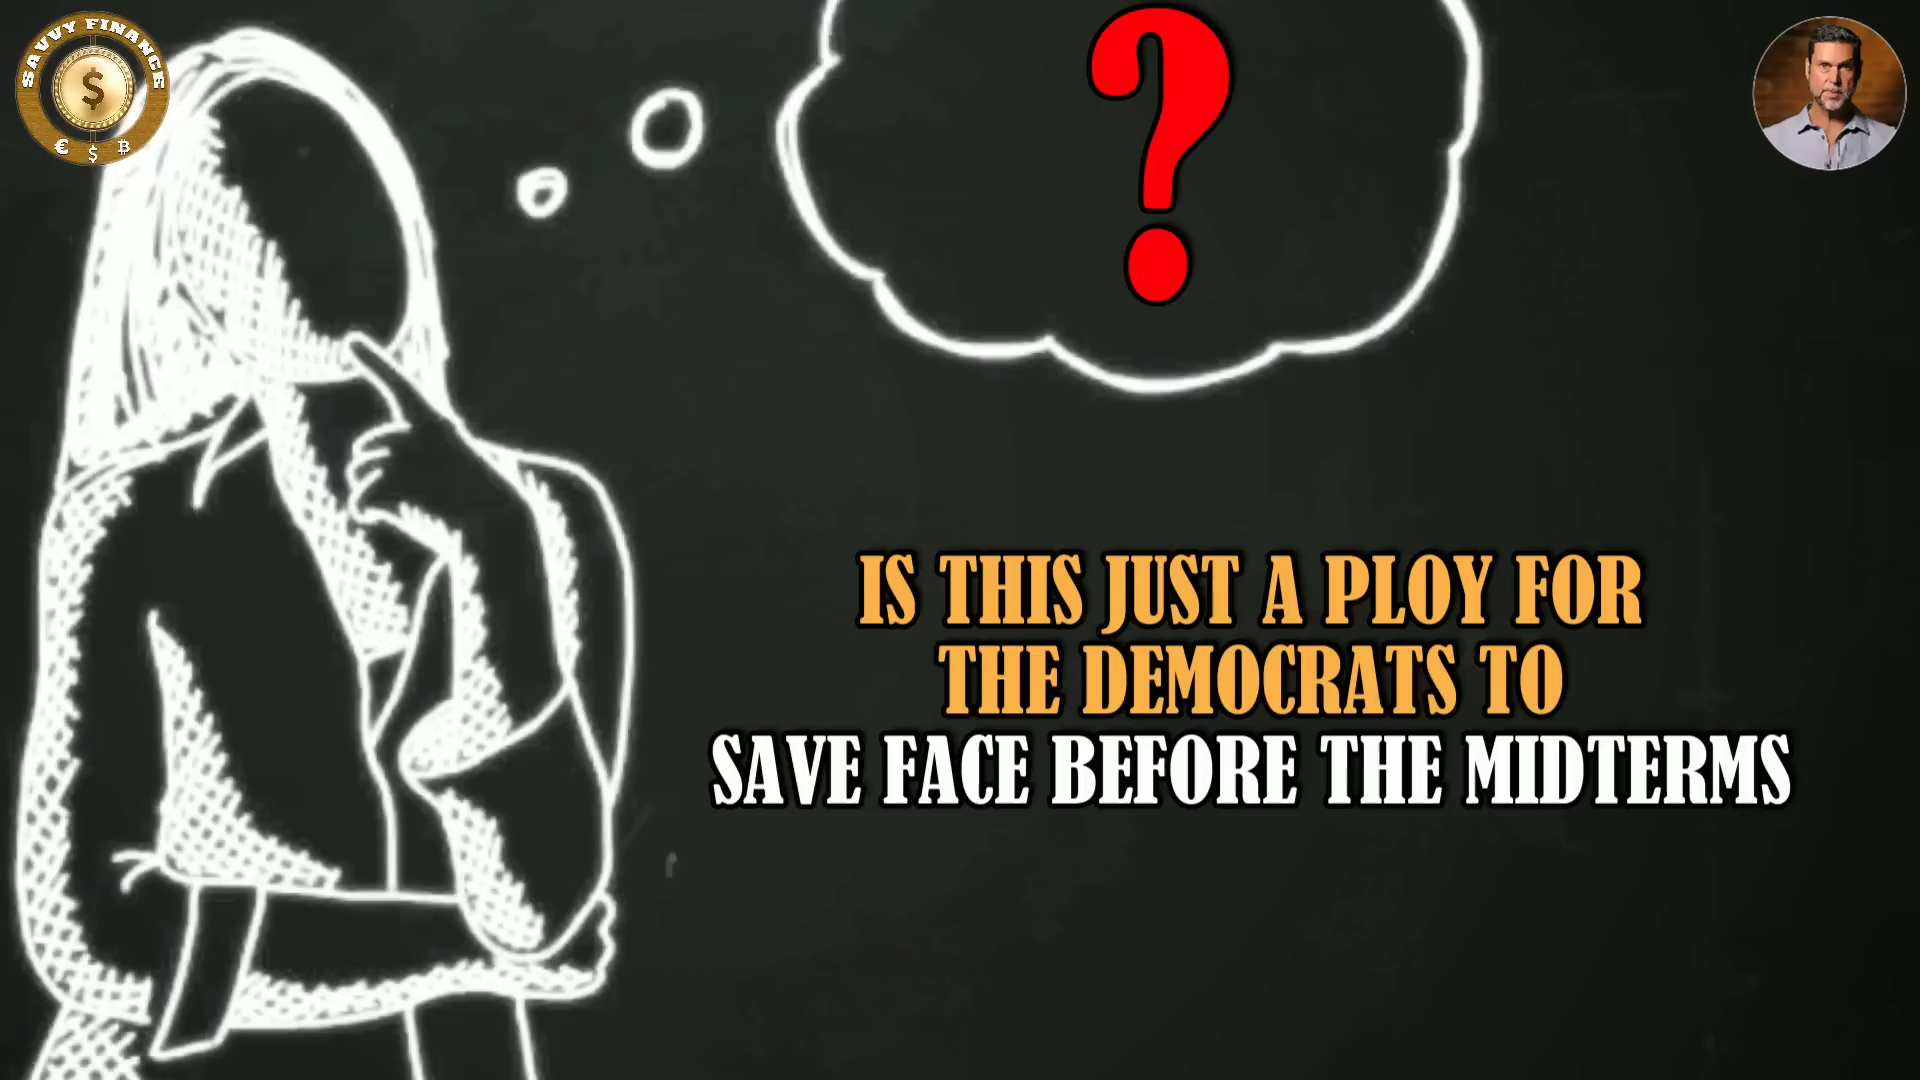 SAVVY FINANCE
$
€ $ ₿
?
IS THIS JUST A PLOY FOR
THE DEMOCRATS TO
SAVE FACE BEFORE THE MIDTERMS